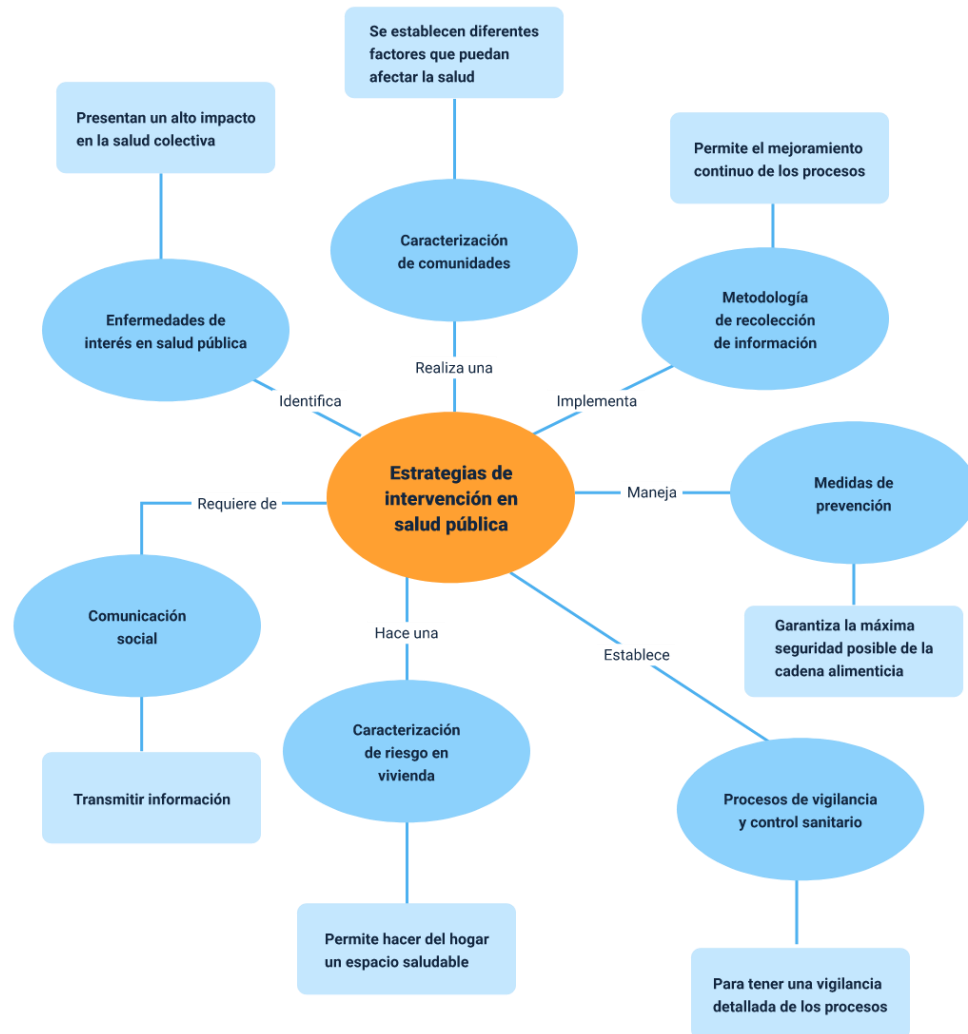 Se establecen diferentes
factores que puedan
afectar la salud
Presentan un alto impacto
en la salud colectiva
Permite el mejoramiento
continuo de los procesos
Caracterización
de comunidades
Enfermedades de
interés en salud pública
Metodología
de recolección
de información
Realiza una
Identifica
Implementa
Estrategias de
intervención en
salud pública
Requiere de
Maneja
Medidas de
prevención
Comunicación
social
Hace una
Establece
Garantiza la máxima
seguridad posible de la
cadena alimenticia
Caracterización
de riesgo en
vivienda
Transmitir información
Procesos de vigilancia
y control sanitario
Permite hacer del hogar
un espacio saludable
Para tener una vigilancia
detallada de los procesos